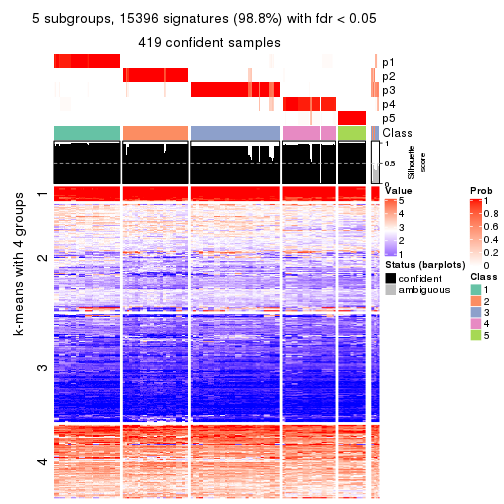 5 subgroups, 15396 signatures (98.8%) with fdr < 0.05
419 confident samples
p1
p2
p3
p4
p5
Class
1
0.5
0
Silhouette
score
k-means with 4 groups
1
2
3
4
Value
5
4
3
2
1
Status (barplots)
confident
ambiguous
Prob
1
0.8
0.6
0.4
0.2
0
Class
1
2
3
4
5